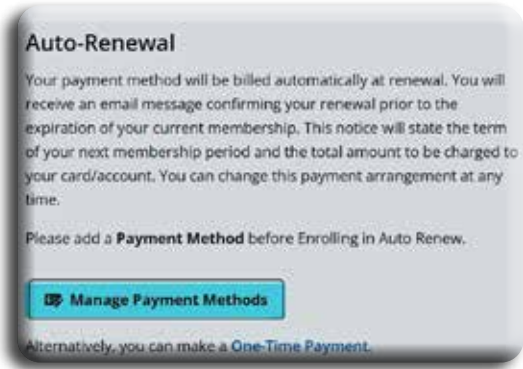 Auto-Renewal
Your payment method will be billed automatically at renewal. You will
receive an email message confirming your renewal prior to the
expiration of your current membership. This notice will state the term
of your next membership period and the total amount to be charged to
your card/account. You can change this payment arrangement at any
time.
Please add a Payment Method before Enrolling in Auto Renew.
Manage Payment Methods
Alternatively, you can make a One-Time Payment.